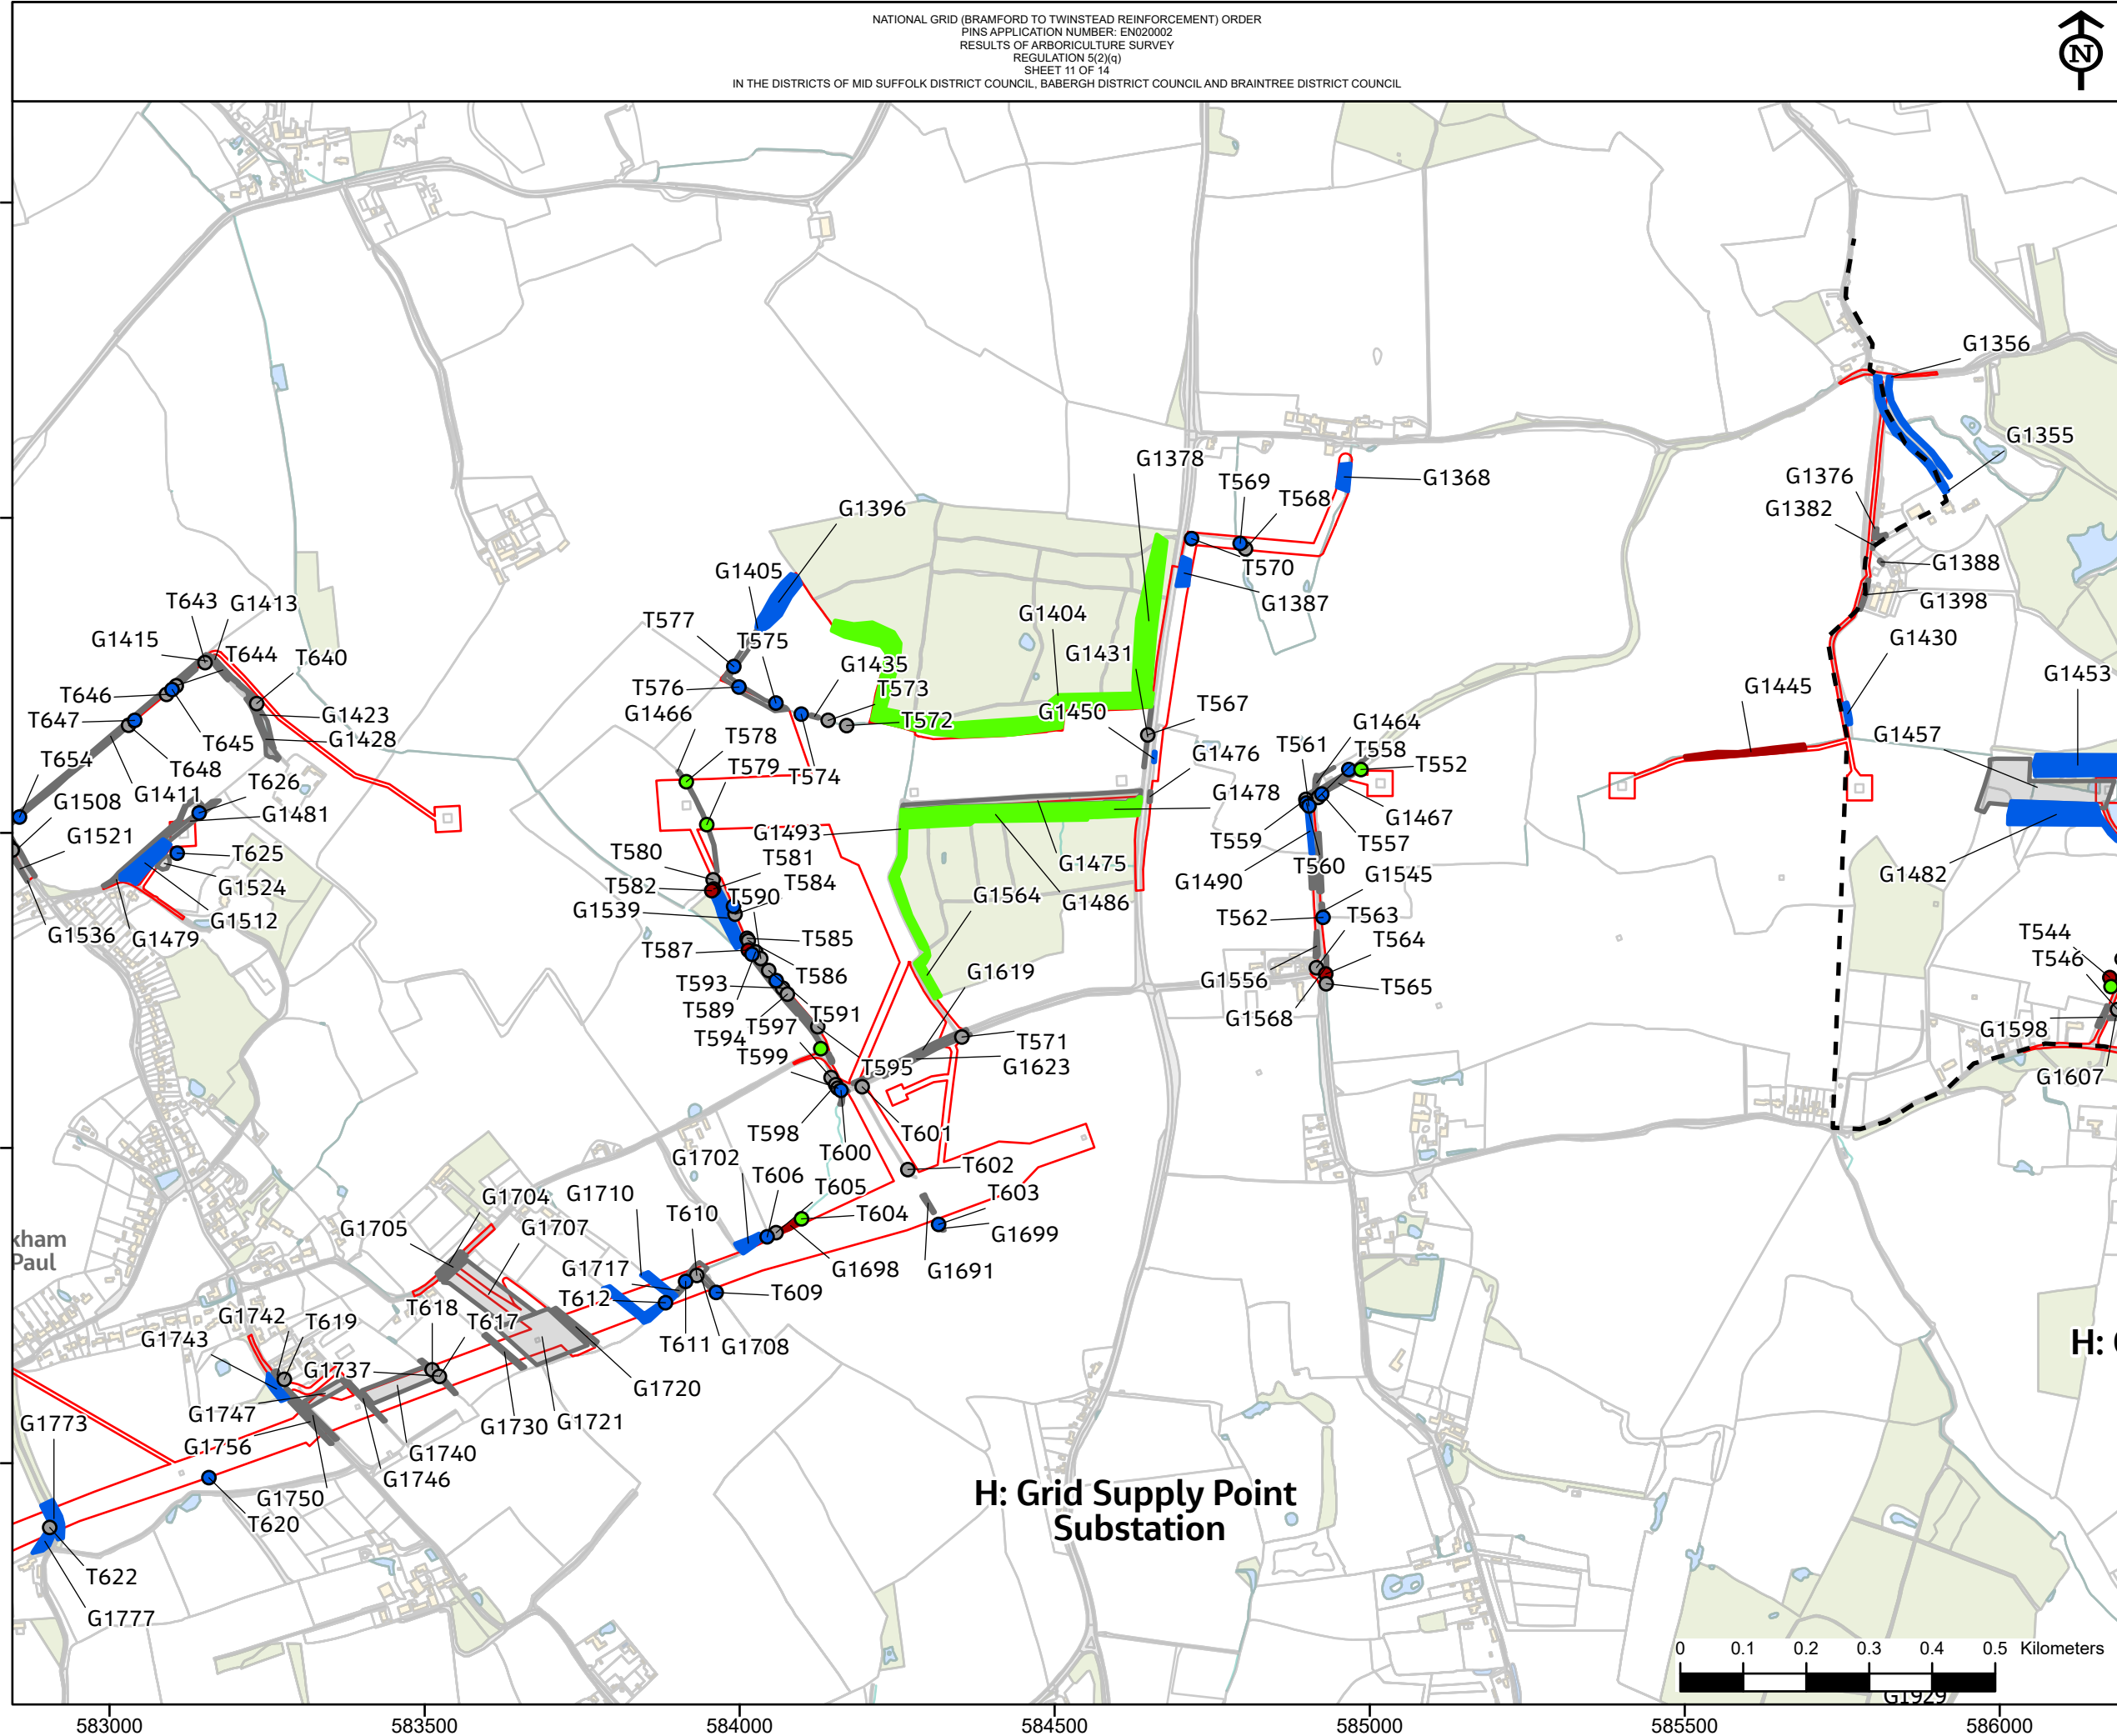 NATIONAL GRID (BRAMFORD TO TWINSTEAD REINFORCEMENT) ORDER
PINS APPLICATION NUMBER: EN020002
RESULTS OF ARBORICULTURE SURVEY
REGULATION 5(2)(q)
SHEET 11 OF 14
IN THE DISTRICTS OF MID SUFFOLK DISTRICT COUNCIL, BABERGH DISTRICT COUNCIL AND BRAINTREE DISTRICT COUNCIL
N
G1356
G1355
G1378
T569
T568
G1368
G1376
G1382
G1396
G1405
T570
G1387
G1388
G1398
T643 G1413
G1415
T644
T640
T577
T575
G1404
G1431
G1430
G1435
T573
T576
G1466
T572
G1450
T567
G1453
G1445
T646
T647
G1423
G1428
T645
T648
T654
G1411
T626
G1508
G1481
G1521
T578
T579
T574
G1476
G1464
T561
T558
T552
G1457
G1478
G1467
T557
G1493
T559
T560
G1475
G1490
G1545
G1486
G1482
T625
G1524
G1512
G1536
G1479
T580
T581
T582
T584
T590
G1539
G1564
T562
T563
T564
T587
T585
T586
T593
T589
T591
T597
T594
T599
G1619
G1556
T565
G1568
T544
T546
G1598
G1607
T571
G1623
T595
T598
T600
T601
T602
G1702
T606
T605
T604
T603
G1699
G1698
G1691
G1704
G1710
G1705
G1707
T610
G1717
T612
T609
T611
G1708
kham
Paul
G1742
T619
G1743
T618
T617
G1737
G1720
G1747
G1730
G1721
G1773
G1756
G1740
G1746
G1750
T620
T622
G1777
H: Grid Supply Point
Substation
H:
0 0.1 0.2 0.3 0.4 0.5 Kilometers
G1929
583000 583500 584000 584500 585000 585500 586000